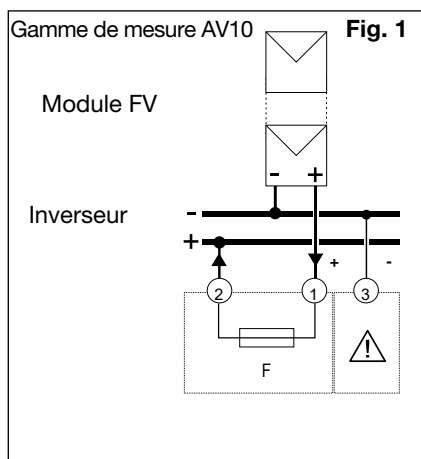 Gamme de mesure AV10 Fig. 1
Module FV
- +
Inverseur -
+
+ -
2 1 3
F
!